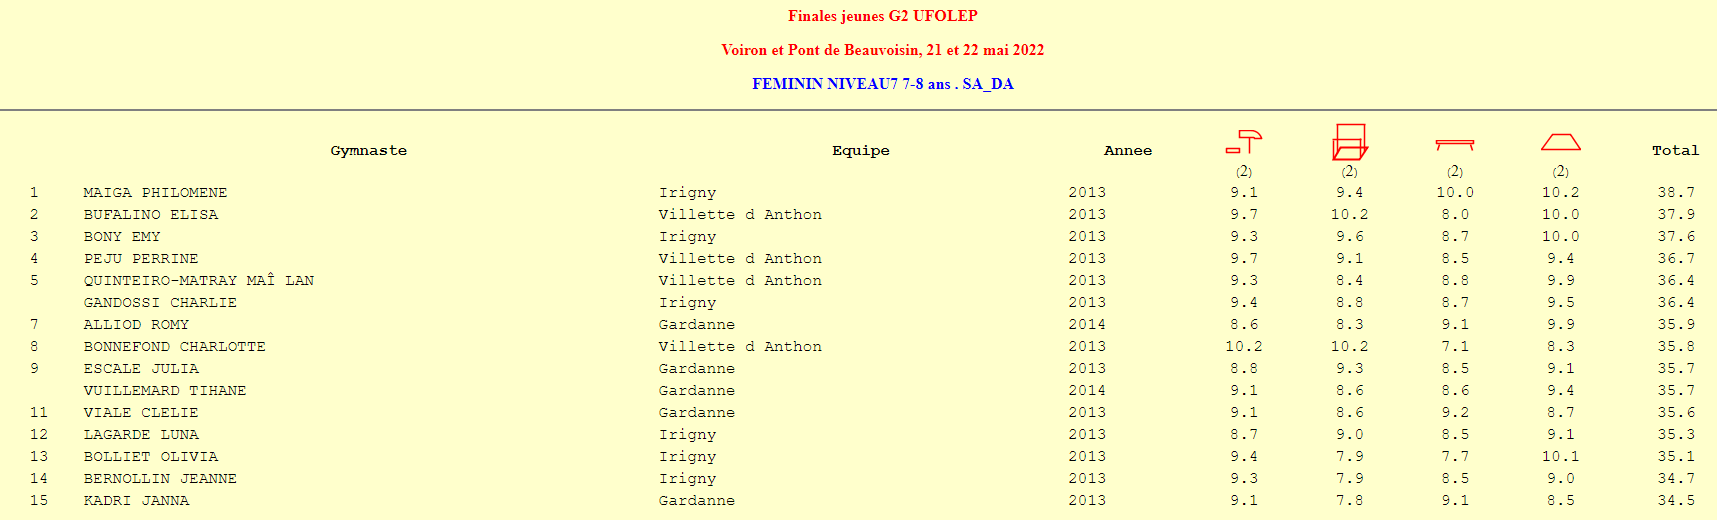 Finales jeunes G2 UFOLEP
Voiron et Pont de Beauvoisin, 21 et 22 mai 2022
FEMININ NIVEAU7 7-8 ans . SA_DA
Gymnaste Equipe Annee Total
(2) (2) (2) (2)
1 MAIGA PHILOMENE Irigny 2013 9.1 9.4 10.0 10.2 38.7
2 BUFALINO ELISA Villette d Anthon 2013 9.7 10.2 8.0 10.0 37.9
3 BONY EMY Irigny 2013 9.3 9.6 8.7 10.0 37.6
4 PEJU PERRINE Villette d Anthon 2013 9.7 9.1 8.5 9.4 36.7
5 QUINTEIRO-MATRAY MAÎ LAN Villette d Anthon 2013 9.3 8.4 8.8 9.9 36.4
GANDOSSI CHARLIE Irigny 2013 9.4 8.8 8.7 9.5 36.4
7 ALLIOD ROMY Gardanne 2014 8.6 8.3 9.1 9.9 35.9
8 BONNEFOND CHARLOTTE Villette d Anthon 2013 10.2 10.2 7.1 8.3 35.8
9 ESCALE JULIA Gardanne 2013 8.8 9.3 8.5 9.1 35.7
VUILLEMARD TIHANE Gardanne 2014 9.1 8.6 8.6 9.4 35.7
11 VIALE CLELIE Gardanne 2013 9.1 8.6 9.2 8.7 35.6
12 LAGARDE LUNA Irigny 2013 8.7 9.0 8.5 9.1 35.3
13 BOLLIET OLIVIA Irigny 2013 9.4 7.9 7.7 10.1 35.1
14 BERNOLLIN JEANNE Irigny 2013 9.3 7.9 8.5 9.0 34.7
15 KADRI JANNA Gardanne 2013 9.1 7.8 9.1 8.5 34.5